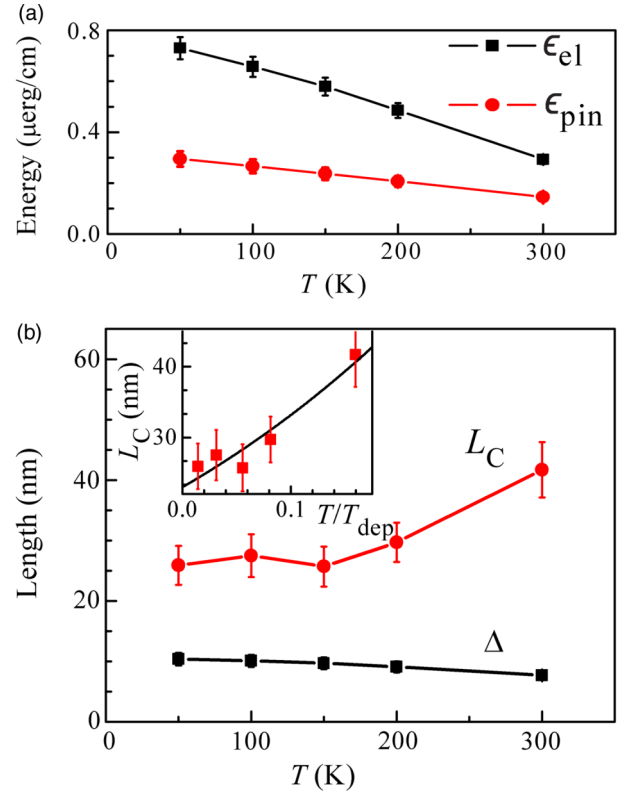 (a)
0.8
0.4
0.0
Energy (μerg/cm)
ϵel
ϵpin
0 100 200 300
T (K)
(b)
60
40
20
0
Length (nm)
40
30
LC (nm)
0.0 0.1 T/Tdep
LC
Δ
0 100 200 300
T (K)